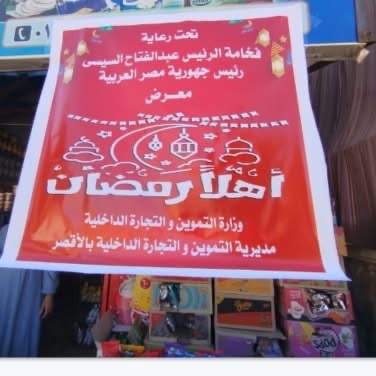 تحت رعاية
فخامة الرئيس عبدالفتاح السيسى
رئيس جمهورية مصر العربية
معرض
أهلاً رمضان
وزارة التموين و التجارة الداخلية
مديرية التموين و التجارة الداخلية بالأقصر